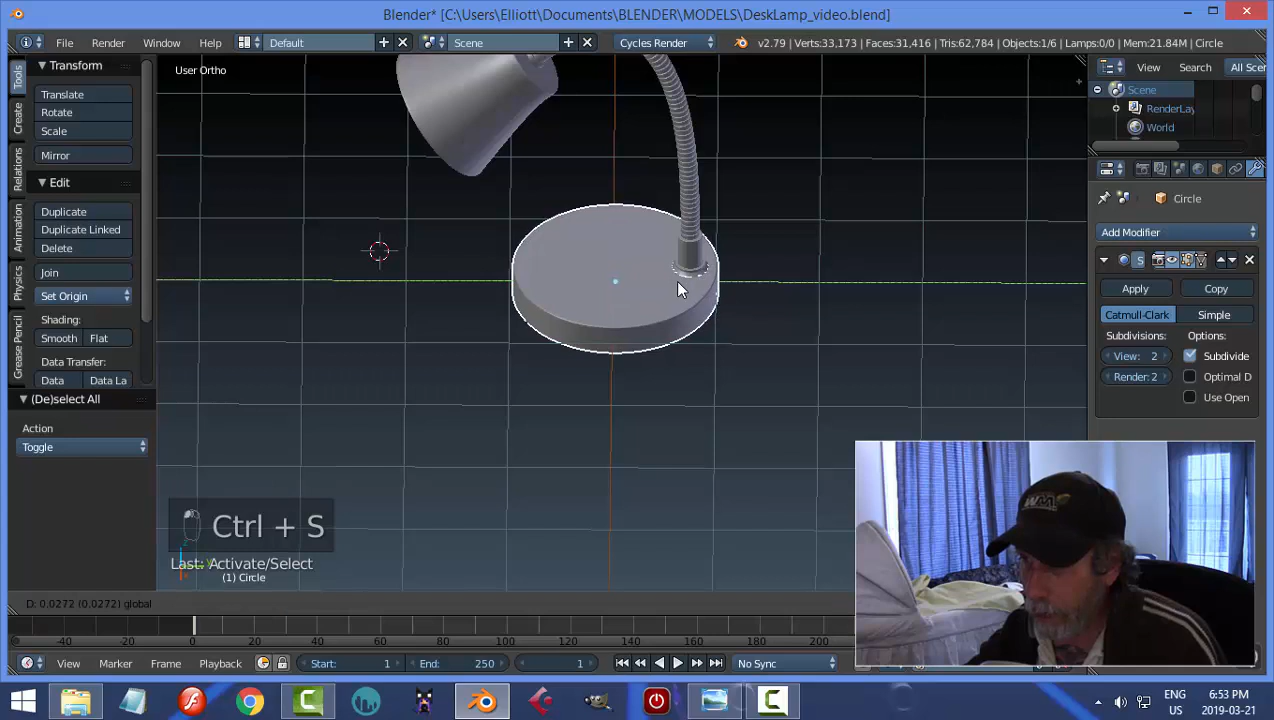 Blender* [C:\Users\Elliott\Documents\BLENDER\MODELS\DeskLamp_video.blend]
File Render Window Help Default Scene Cycles Render v2.79 | Verts:33,173 | Faces:31,416 | Tris:62,784 | Objects:1/6 | Lamps:0/0 | Mem:21.84M | Circle
User Ortho
Tools
Create
Relations
Animation
Physics
Grease Pencil
Transform
Translate
Rotate
Scale
Mirror
Edit
Duplicate
Duplicate Linked
Delete
Join
Set Origin
Shading:
Smooth Flat
Data Transfer:
Data Data La
(De)select All
Action
Toggle
Ctrl + S
Last: Activate/Select
(1) Circle
D: 0.0272 (0.0272) global
View Search All Scer
Scene
RenderLay
World
Circle
Add Modifier
S
Apply Copy
Catmull-Clark Simple
Subdivisions: Options:
View: 2 Subdivide
Render: 2 Optimal D
Use Open
-40 -20 0 20 40 60 80 100 120 140 160 180 200
View Marker Frame Playback Start: 1 End: 250 1 No Sync
ENG 6:53 PM
US 2019-03-21